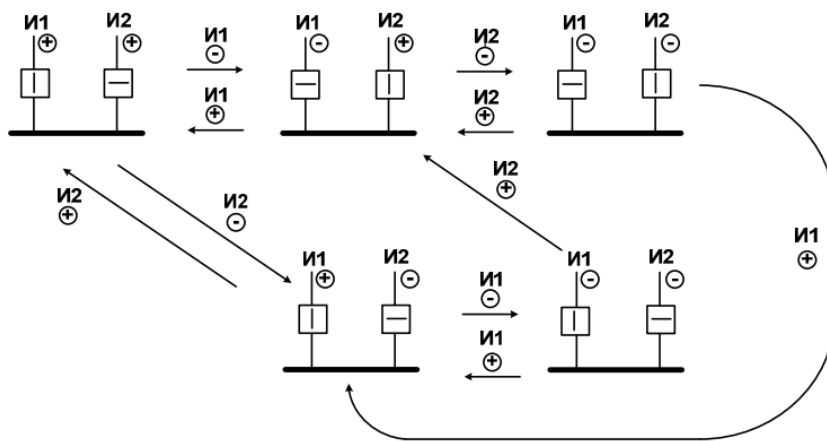 И1 + И2 +
И1 -
И1 +
И1 - И2 +
И2 -
И2 +
И1 - И2 -
И2 +
И2 -
И2 +
И1 +
И1 + И2 -
И1 -
И1 +
И1 - И2 -